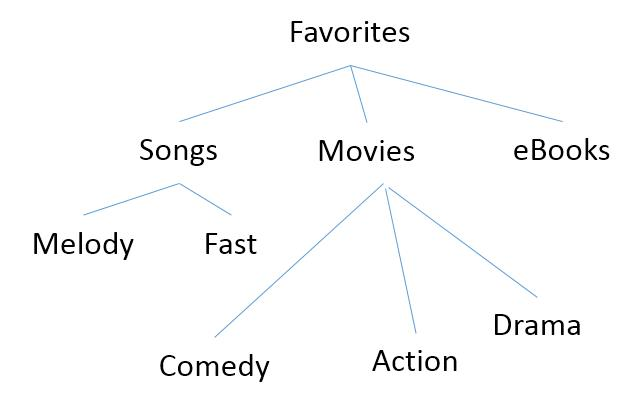 Favorites
Songs Movies eBooks
Melody Fast
Drama
Comedy Action